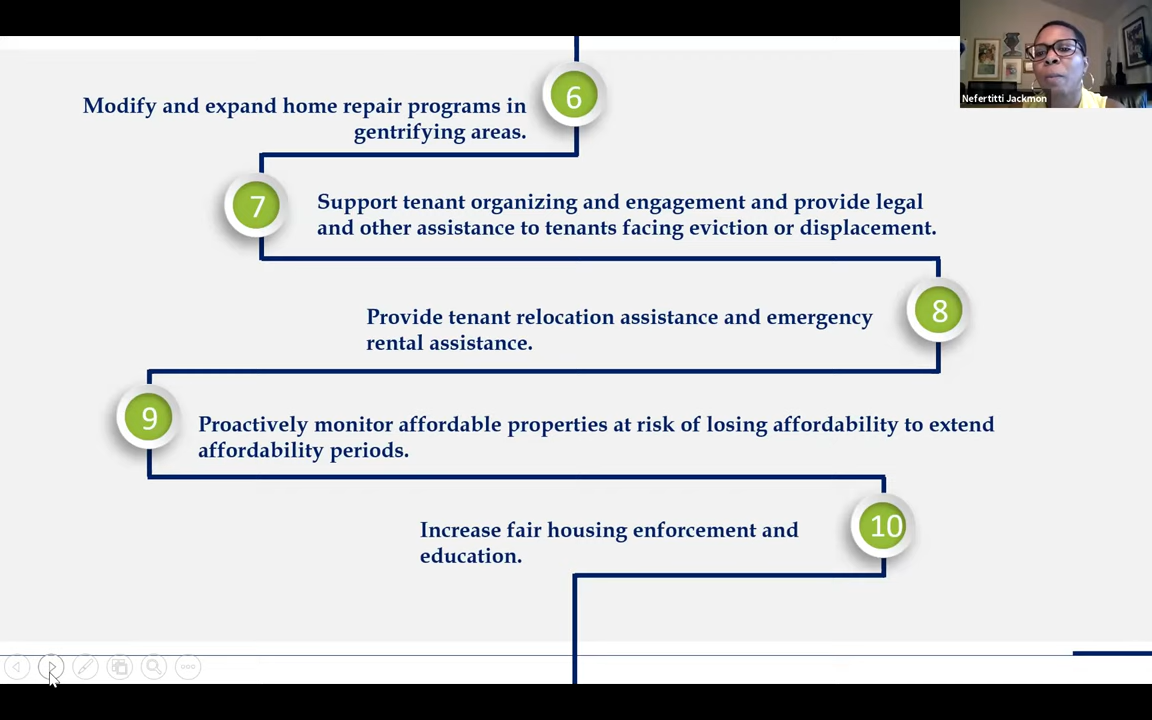 Nefertitti Jackmon
6
Modify and expand home repair programs in
gentrifying areas.
7
Support tenant organizing and engagement and provide legal
and other assistance to tenants facing eviction or displacement.
8
Provide tenant relocation assistance and emergency
rental assistance.
9
Proactively monitor affordable properties at risk of losing affordability to extend
affordability periods.
10
Increase fair housing enforcement and
education.